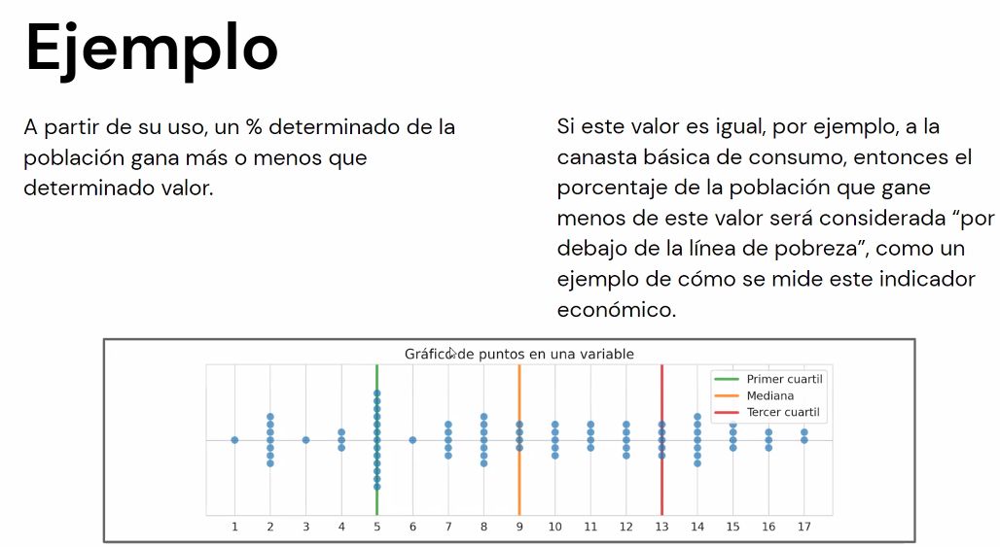 Ejemplo
A partir de su uso, un % determinado de la
población gana más o menos que
determinado valor.
Si este valor es igual, por ejemplo, a la
canasta básica de consumo, entonces el
porcentaje de la población que gane
menos de este valor será considerada “por
debajo de la línea de pobreza”, como un
ejemplo de cómo se mide este indicador
económico.
Gráfico de puntos en una variable
Primer cuartil
Mediana
Tercer cuartil
1 2 3 4 5 6 7 8 9 10 11 12 13 14 15 16 17